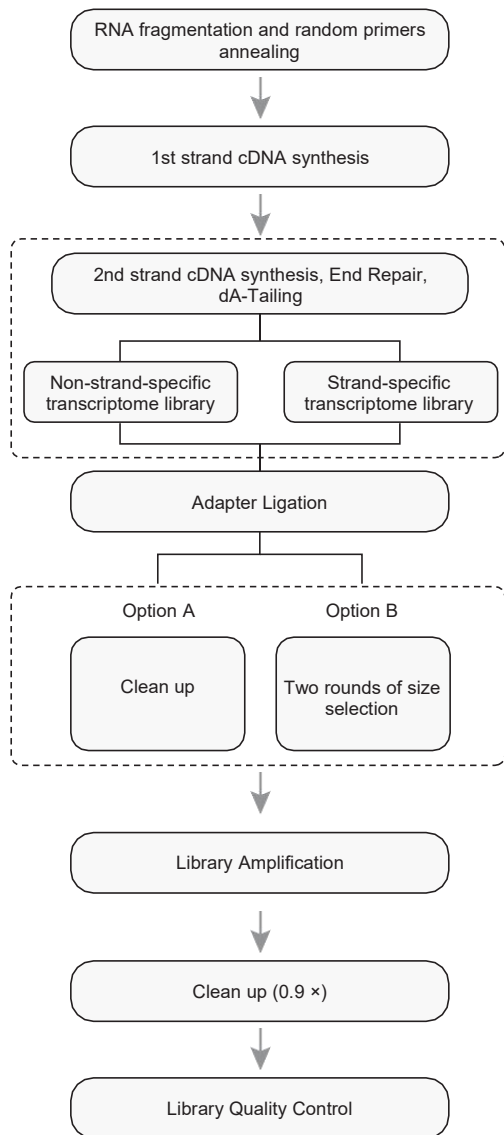 RNA fragmentation and random primers
annealing
1st strand cDNA synthesis
2nd strand cDNA synthesis, End Repair,
dA-Tailing
Non-strand-specific
transcriptome library
Strand-specific
transcriptome library
Adapter Ligation
Option A
Option B
Clean up
Two rounds of size
selection
Library Amplification
Clean up (0.9 ×)
Library Quality Control